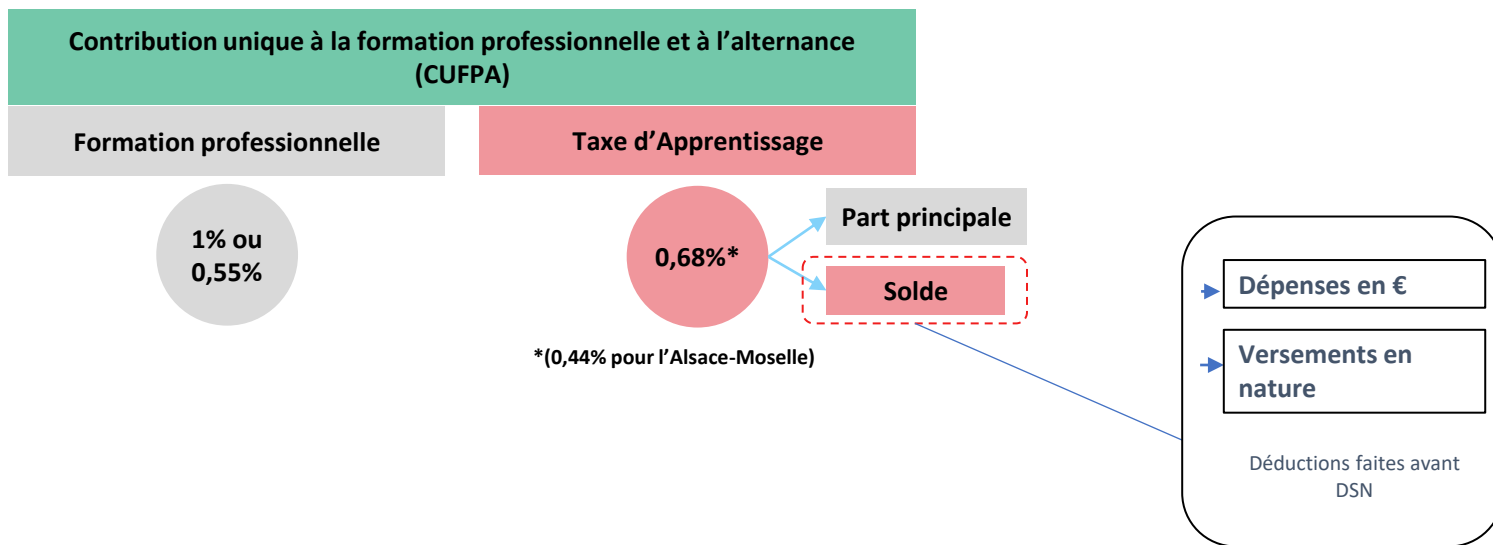 Contribution unique à la formation professionnelle et à l’alternance
(CUFPA)
Formation professionnelle
Taxe d’Apprentissage
1% ou
0,55%
0,68%*
Part principale
Solde
*(0,44% pour l’Alsace-Moselle)
Dépenses en €
Versements en
nature
Déductions faites avant
DSN